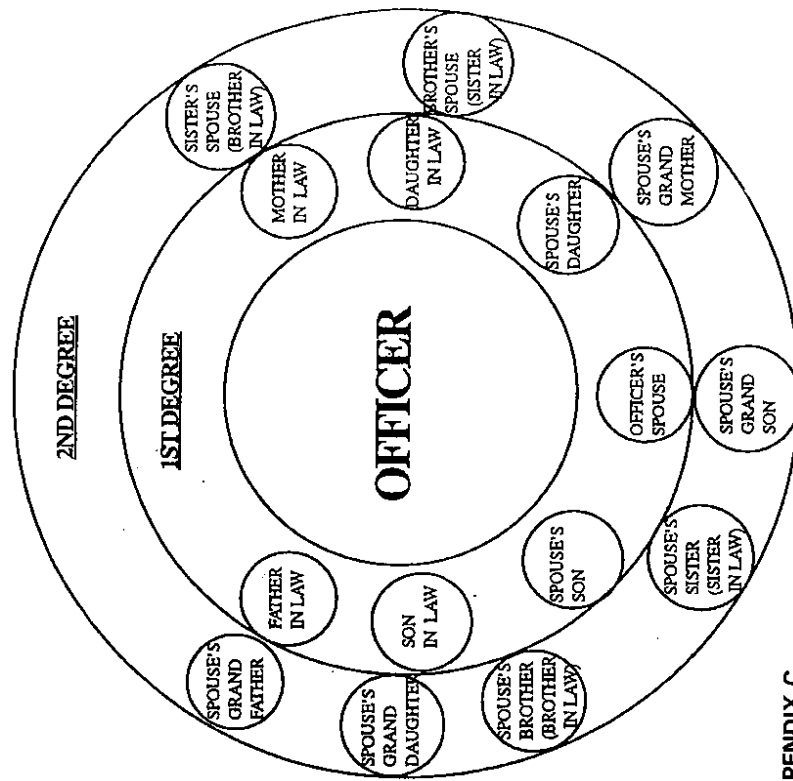 PENDIX C
2ND DEGREE
1ST DEGREE
OFFICER
SISTER'S
SPOUSE
(BROTHER
IN LAW)
BROTHER'S
SPOUSE
(SISTER
IN LAW)
SPOUSE'S
GRAND
MOTHER
SPOUSE'S
GRAND
SON
SPOUSE'S
SISTER
(SISTER
IN LAW)
SPOUSE'S
BROTHER
(BROTHER
IN LAW)
SPOUSE'S
GRAND
DAUGHTER
SPOUSE'S
GRAND
FATHER
MOTHER
IN LAW
DAUGHTER
IN LAW
SPOUSE'S
DAUGHTER
OFFICER'S
SPOUSE
SPOUSE'S
SON
SON
IN LAW
FATHER
IN LAW